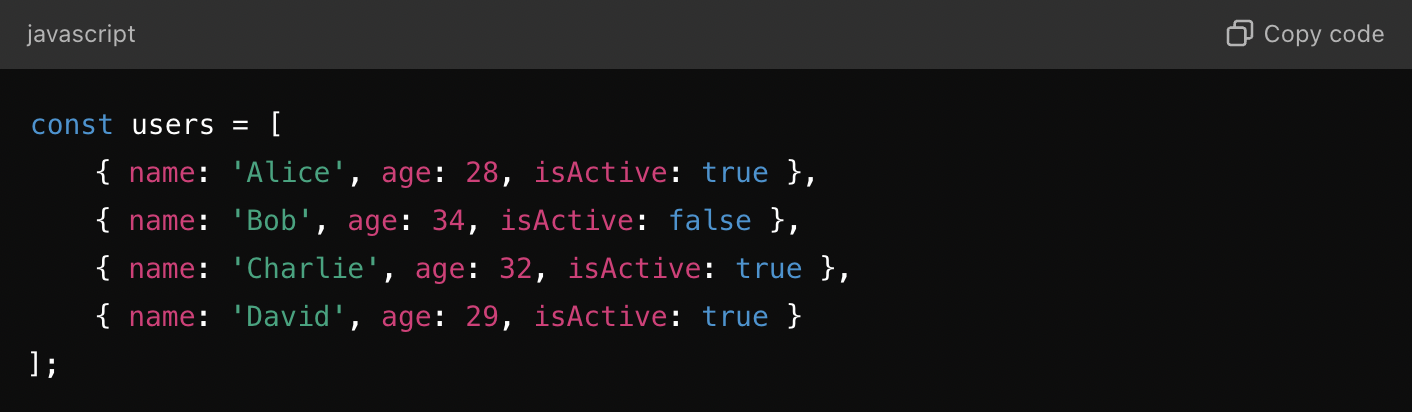 javascript
Copy code
const users = [
    { name: 'Alice', age: 28, isActive: true },
    { name: 'Bob', age: 34, isActive: false },
    { name: 'Charlie', age: 32, isActive: true },
    { name: 'David', age: 29, isActive: true }
];